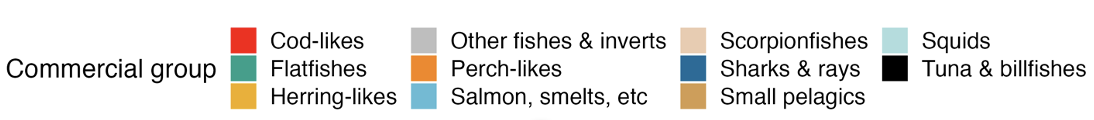 Commercial group
Cod-likes
Flatfishes
Herring-likes
Other fishes & inverts
Perch-likes
Salmon, smelts, etc
Scorpionfishes
Sharks & rays
Small pelagics
Squids
Tuna & billfishes